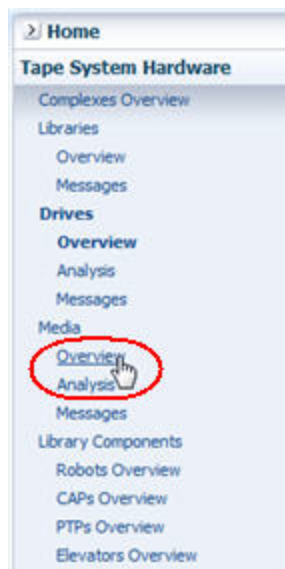 Home
Tape System Hardware
Complexes Overview
Libraries
Overview
Messages
Drives
Overview
Analysis
Messages
Media
Overview
Analysis
Messages
Library Components
Robots Overview
CAPs Overview
PTPs Overview
Elevators Overview